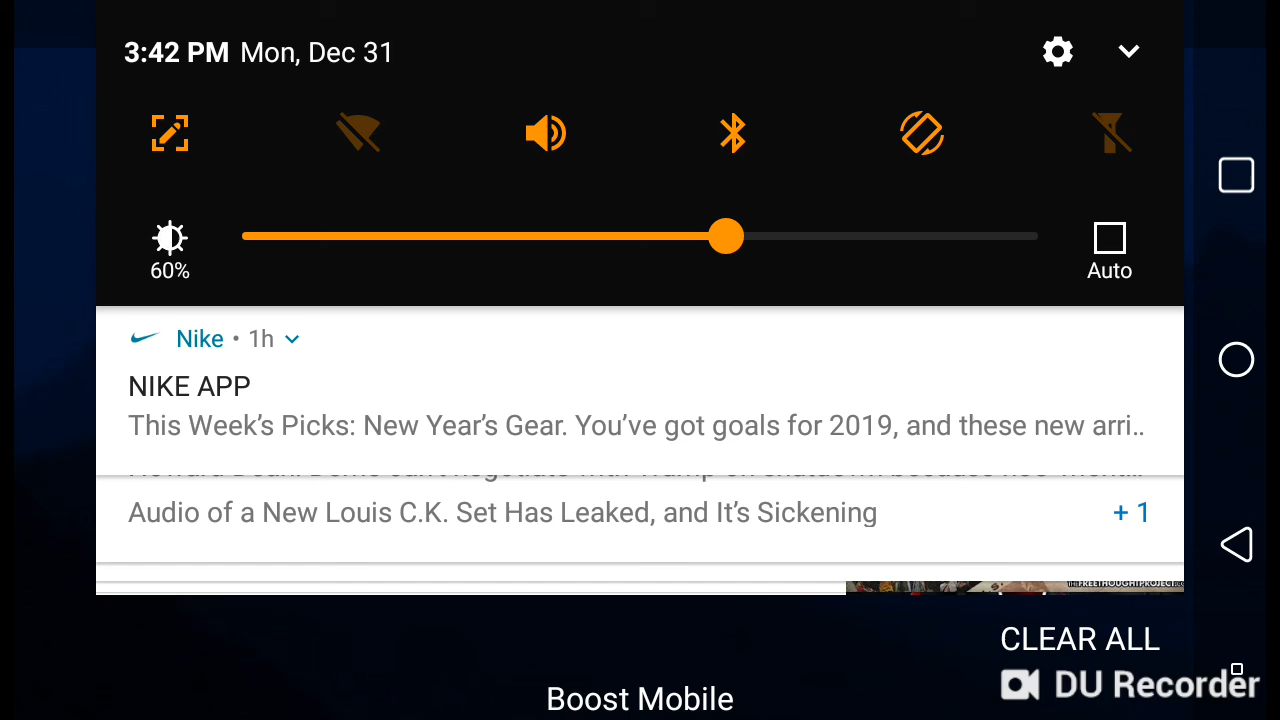 3:42 PM Mon, Dec 31
60%
Auto
Nike • 1h
NIKE APP
This Week’s Picks: New Year’s Gear. You’ve got goals for 2019, and these new arri..
Audio of a New Louis C.K. Set Has Leaked, and It’s Sickening + 1
THEFREETHOUGHTPROJECT.CO
CLEAR ALL
DU Recorder
Boost Mobile